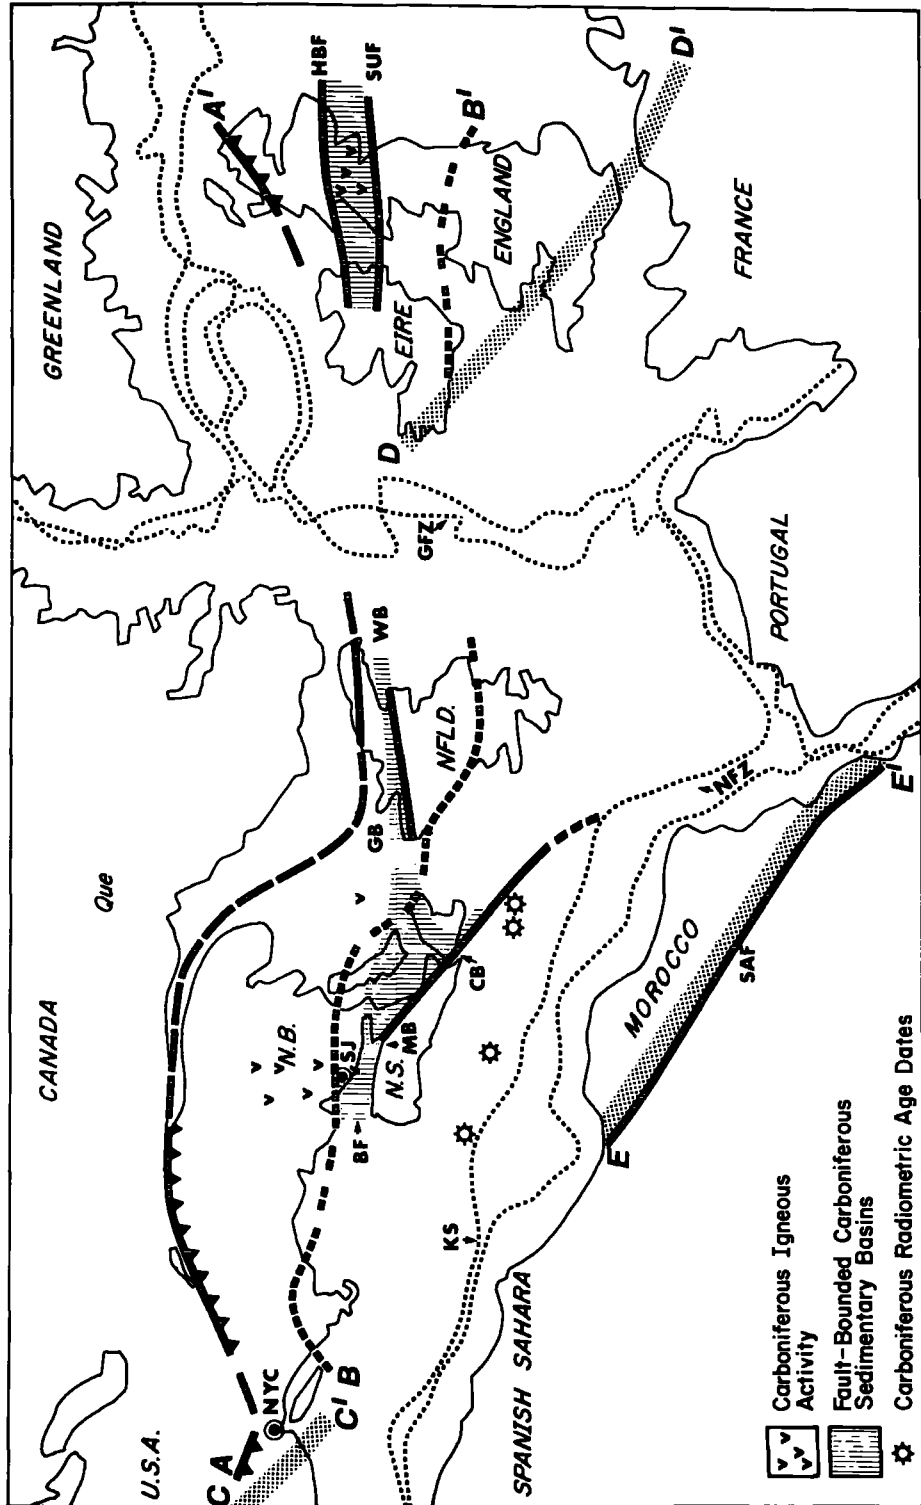 GREENLAND
CANADA
Que
U.S.A.
A'
HBF
SUF
B'
D'
EIRE
ENGLAND
FRANCE
D
GFZ
WB
GB
NFLD.
PORTUGAL
N.B.
SJ
N.S.
MB
CB
BF
KS
NFZ
MOROCCO
SAF
E
E'
SPANISH SAHARA
NYC
C
A
C'
B
Carboniferous Igneous
Activity
Fault-Bounded Carboniferous
Sedimentary Basins
Carboniferous Radiometric Age Dates